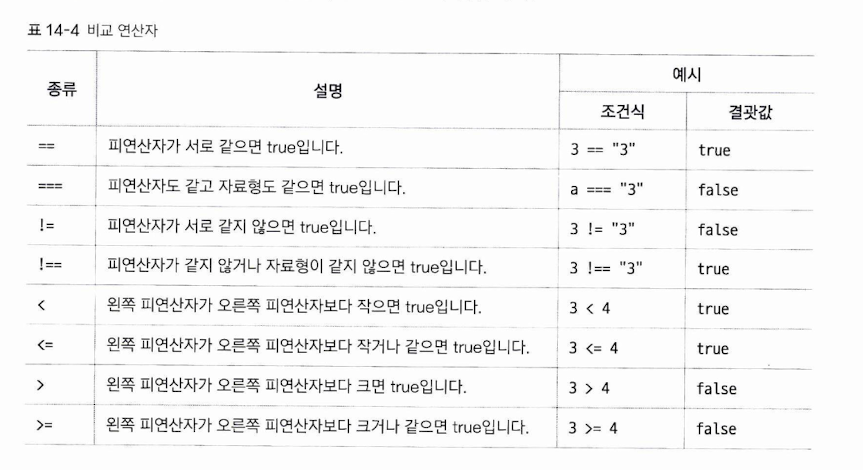 표 14-4 비교 연산자
종류 설명 예시
조건식 결괏값
== 피연산자가 서로 같으면 true입니다. 3 == "3" true
=== 피연산자도 같고 자료형도 같으면 true입니다. a === "3" false
!= 피연산자가 서로 같지 않으면 true입니다. 3 != "3" false
!== 피연산자가 같지 않거나 자료형이 같지 않으면 true입니다. 3 !== "3" true
< 왼쪽 피연산자가 오른쪽 피연산자보다 작으면 true입니다. 3 < 4 true
<= 왼쪽 피연산자가 오른쪽 피연산자보다 작거나 같으면 true입니다. 3 <= 4 true
> 왼쪽 피연산자가 오른쪽 피연산자보다 크면 true입니다. 3 > 4 false
>= 왼쪽 피연산자가 오른쪽 피연산자보다 크거나 같으면 true입니다. 3 >= 4 false